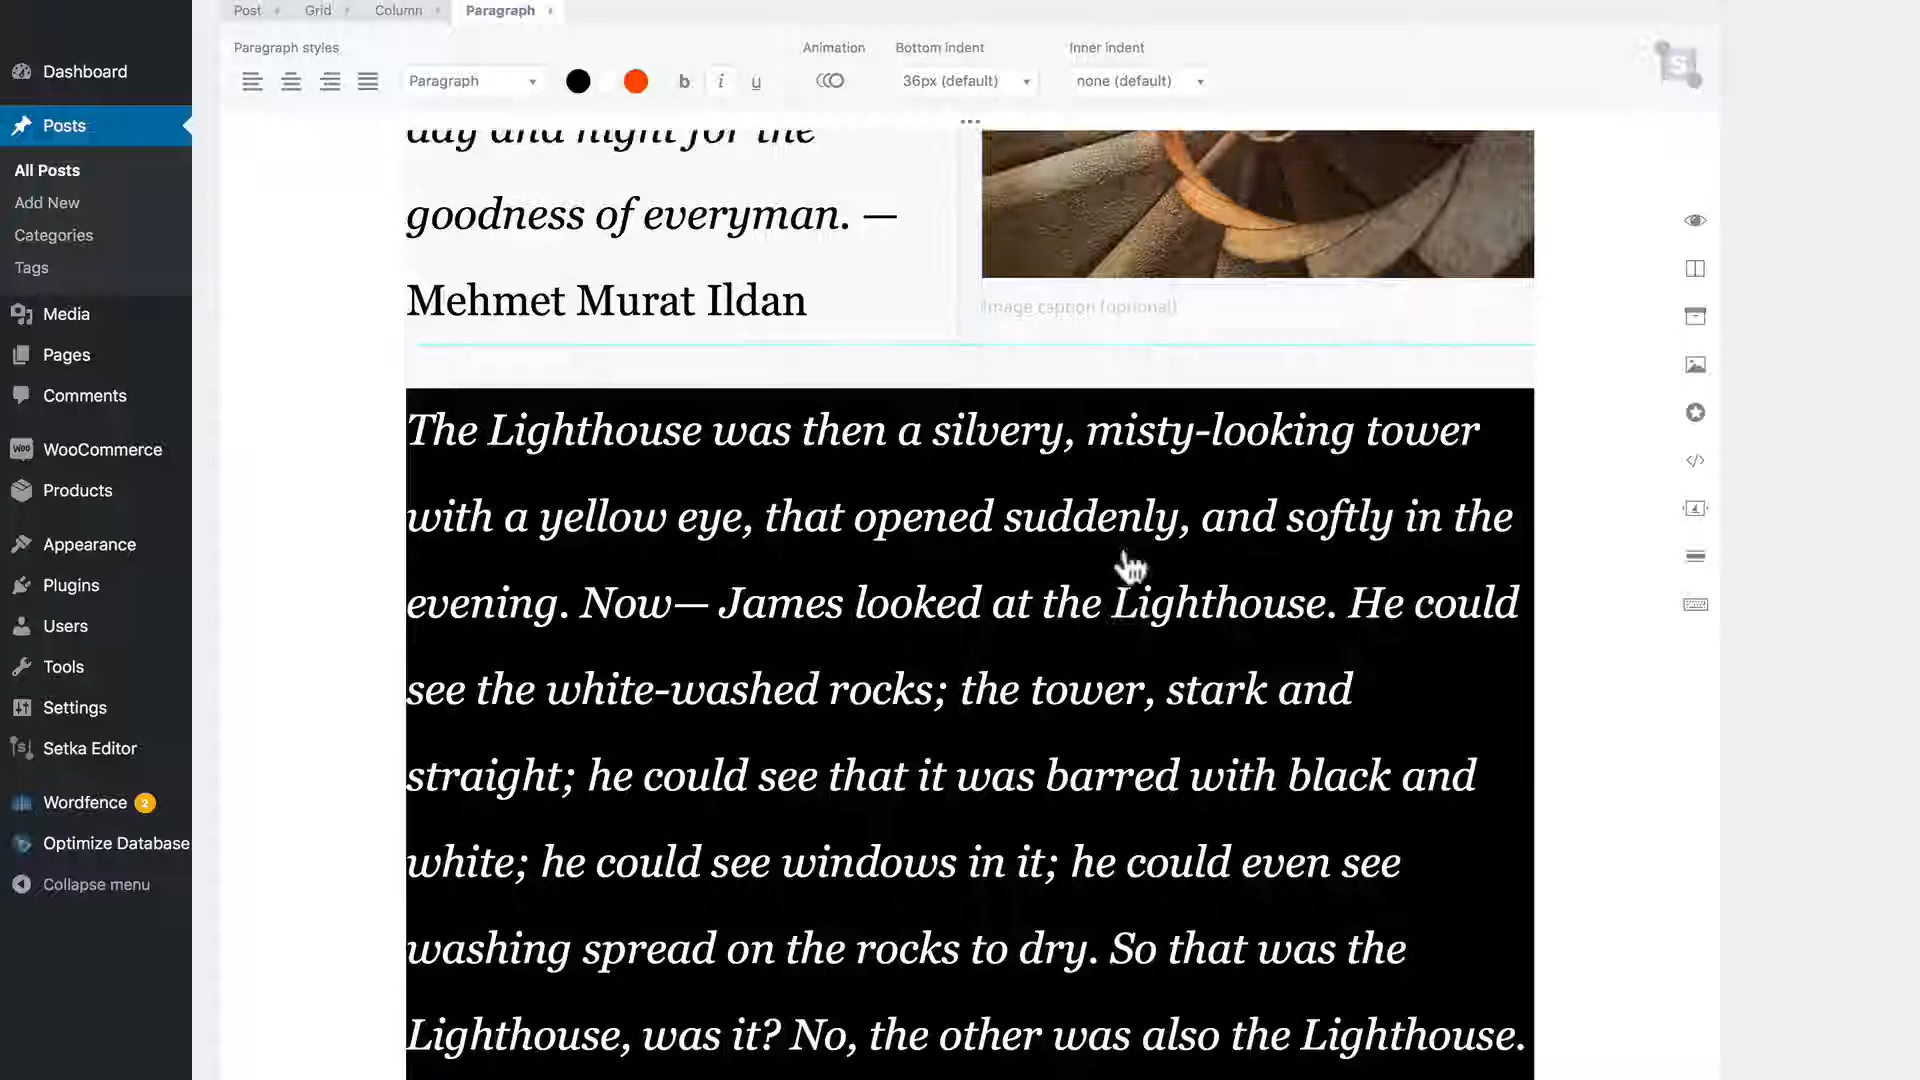 Post
Grid
Column
Paragraph
Paragraph styles
Animation
Bottom indent
Inner indent
Paragraph
b
i
u
36px (default)
none (default)
Dashboard
Posts
All Posts
Add New
Categories
Tags
Media
Pages
Comments
WooCommerce
Products
Appearance
Plugins
Users
Tools
Settings
Setka Editor
Wordfence 2
Optimize Database
Collapse menu
day and night for the
goodness of everyman. —
Mehmet Murat Ildan
Image caption (optional)
The Lighthouse was then a silvery, misty-looking tower
with a yellow eye, that opened suddenly, and softly in the
evening. Now— James looked at the Lighthouse. He could
see the white-washed rocks; the tower, stark and
straight; he could see that it was barred with black and
white; he could see windows in it; he could even see
washing spread on the rocks to dry. So that was the
Lighthouse, was it? No, the other was also the Lighthouse.